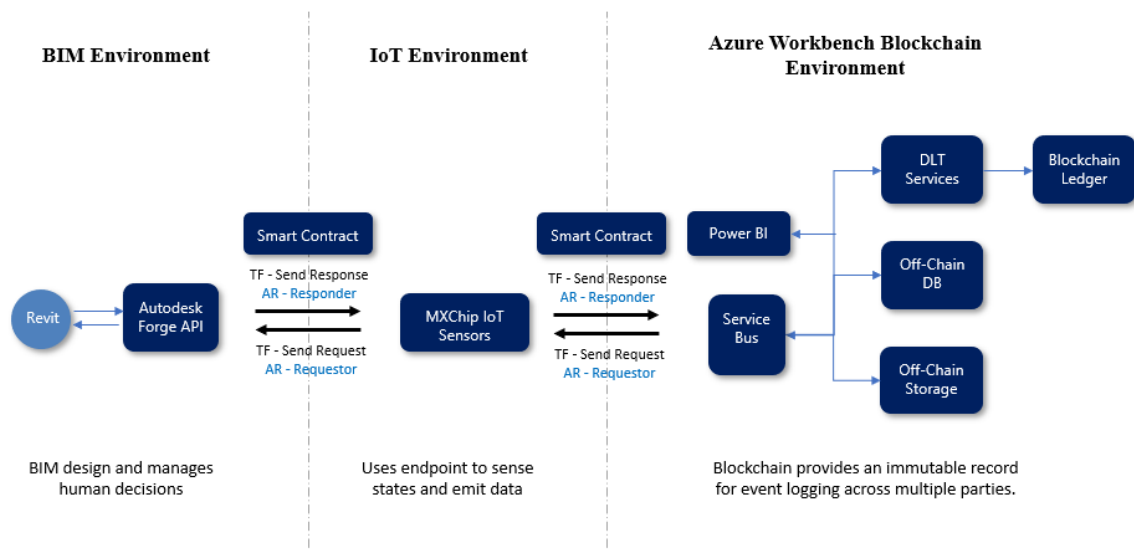 BIM Environment
IoT Environment
Azure Workbench Blockchain
Environment
DLT
Services
Blockchain
Ledger
Smart Contract
Smart Contract
Power BI
TF - Send Response
AR - Responder
TF - Send Response
AR - Responder
Off-Chain
DB
Revit
Autodesk
Forge API
MXChip IoT
Sensors
Service
Bus
TF - Send Request
AR - Requestor
TF - Send Request
AR - Requestor
Off-Chain
Storage
BIM design and manages
human decisions
Uses endpoint to sense
states and emit data
Blockchain provides an immutable record
for event logging across multiple parties.